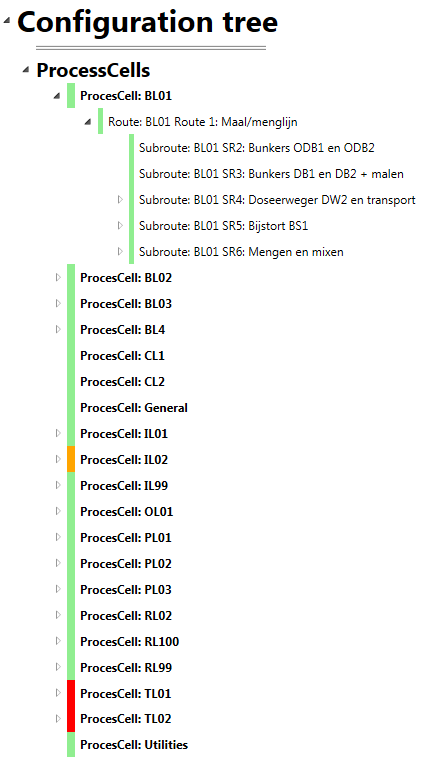 Configuration tree
ProcessCells
ProcesCell: BL01
Route: BL01 Route 1: Maal/menglijn
Subroute: BL01 SR2: Bunkers ODB1 en ODB2
Subroute: BL01 SR3: Bunkers DB1 en DB2 + malen
Subroute: BL01 SR4: Doseerweger DW2 en transport
Subroute: BL01 SR5: Bijstort BS1
Subroute: BL01 SR6: Mengen en mixen
ProcesCell: BL02
ProcesCell: BL03
ProcesCell: BL4
ProcesCell: CL1
ProcesCell: CL2
ProcesCell: General
ProcesCell: IL01
ProcesCell: IL02
ProcesCell: IL99
ProcesCell: OL01
ProcesCell: PL01
ProcesCell: PL02
ProcesCell: PL03
ProcesCell: RL02
ProcesCell: RL100
ProcesCell: RL99
ProcesCell: TL01
ProcesCell: TL02
ProcesCell: Utilities